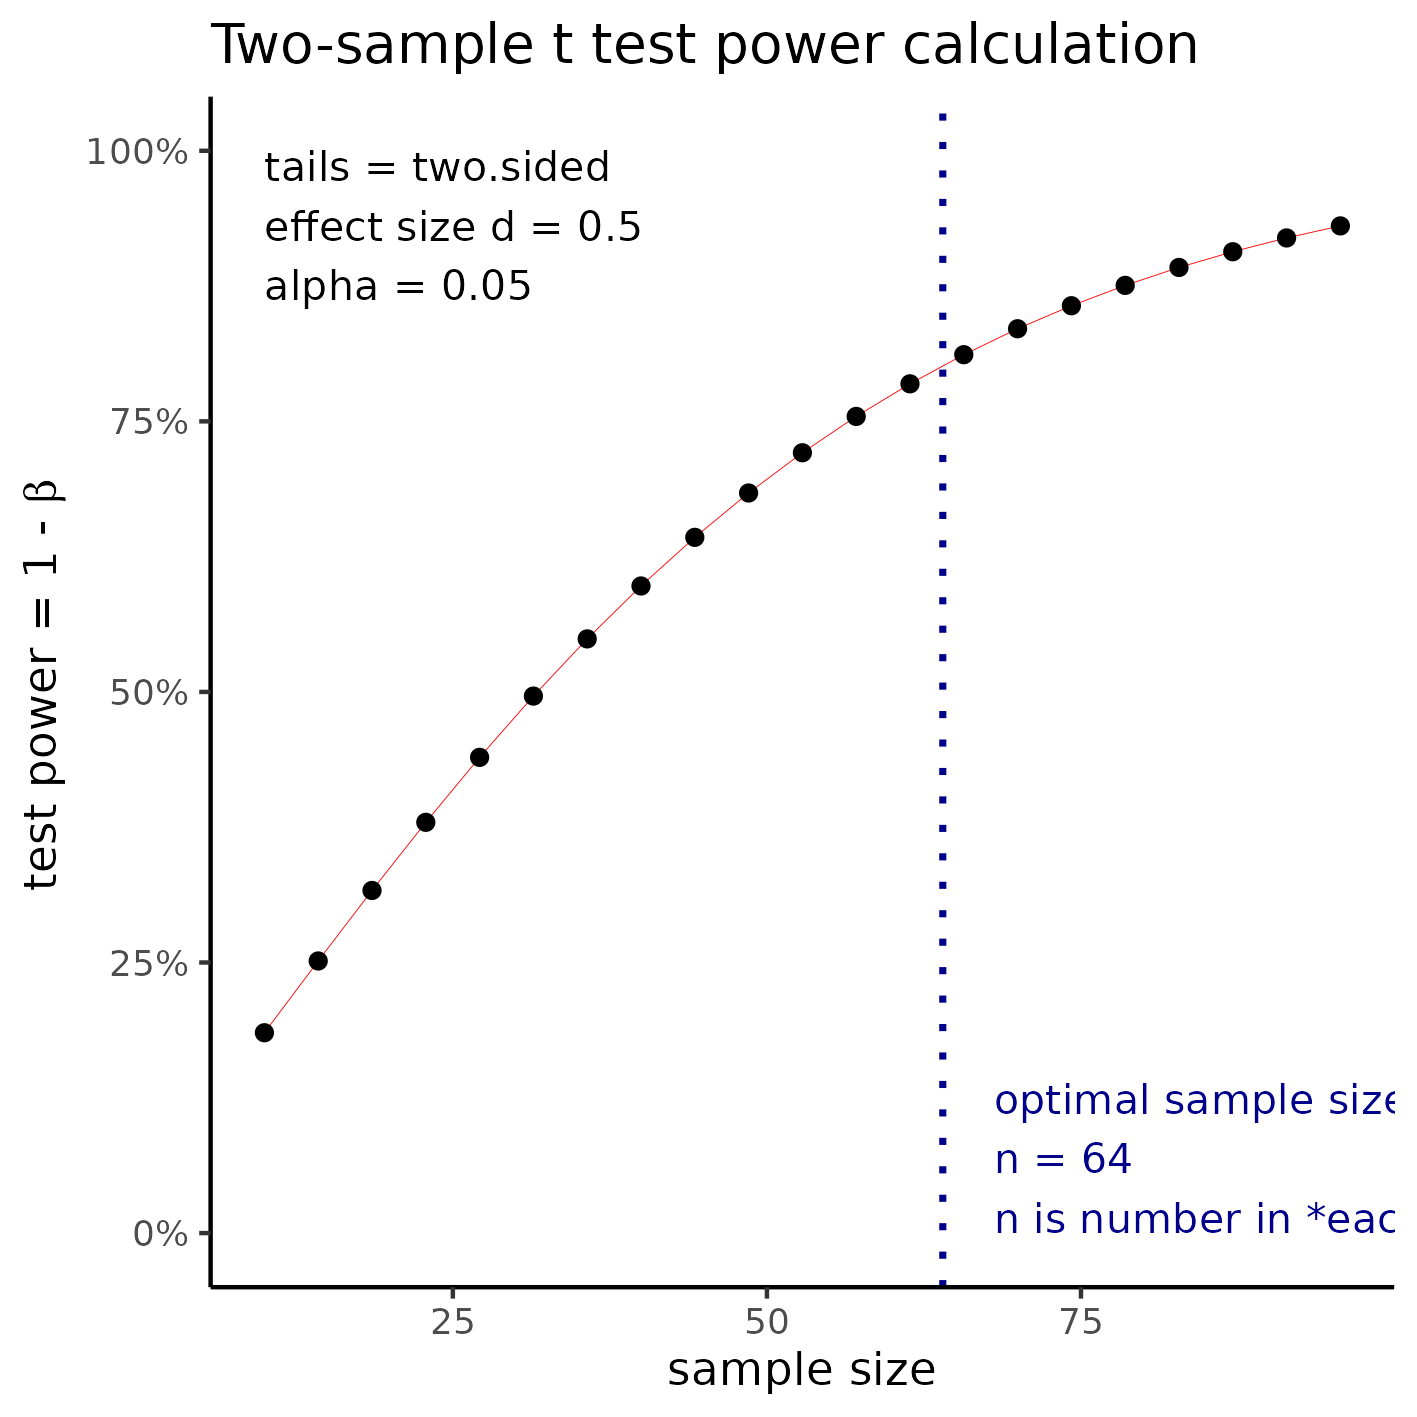 Two-sample t test power calculation
100%
75%
50%
25%
0%
test power = 1 - β
tails = two.sided
effect size d = 0.5
alpha = 0.05
optimal sample size
n = 64
n is number in *eac
25
50
75
sample size